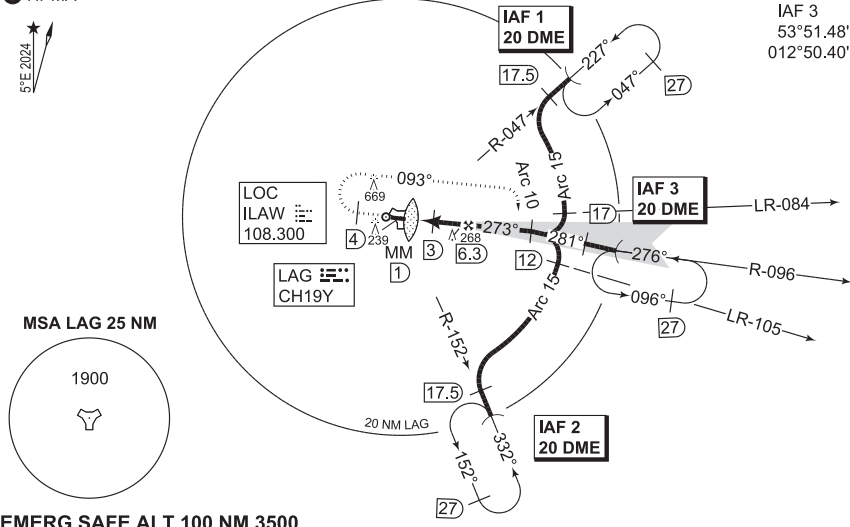 IAF 3
53°51.48'
012°50.40'
5°E 2024
IAF 1
20 DME
227°
047°
17.5
27
R-047
Arc 15
Arc 10
093°
669
LOC
ILAW
108.300
IAF 3
20 DME
LR-084
17
4
239
MM
1
3
268
6.3
273°
281°
12
276°
R-096
096°
27
LR-105
LAG
CH19Y
Arc 15
R-152
MSA LAG 25 NM
1900
17.5
20 NM LAG
IAF 2
20 DME
332°
152°
27
EMERG SAFE ALT 100 NM 3500